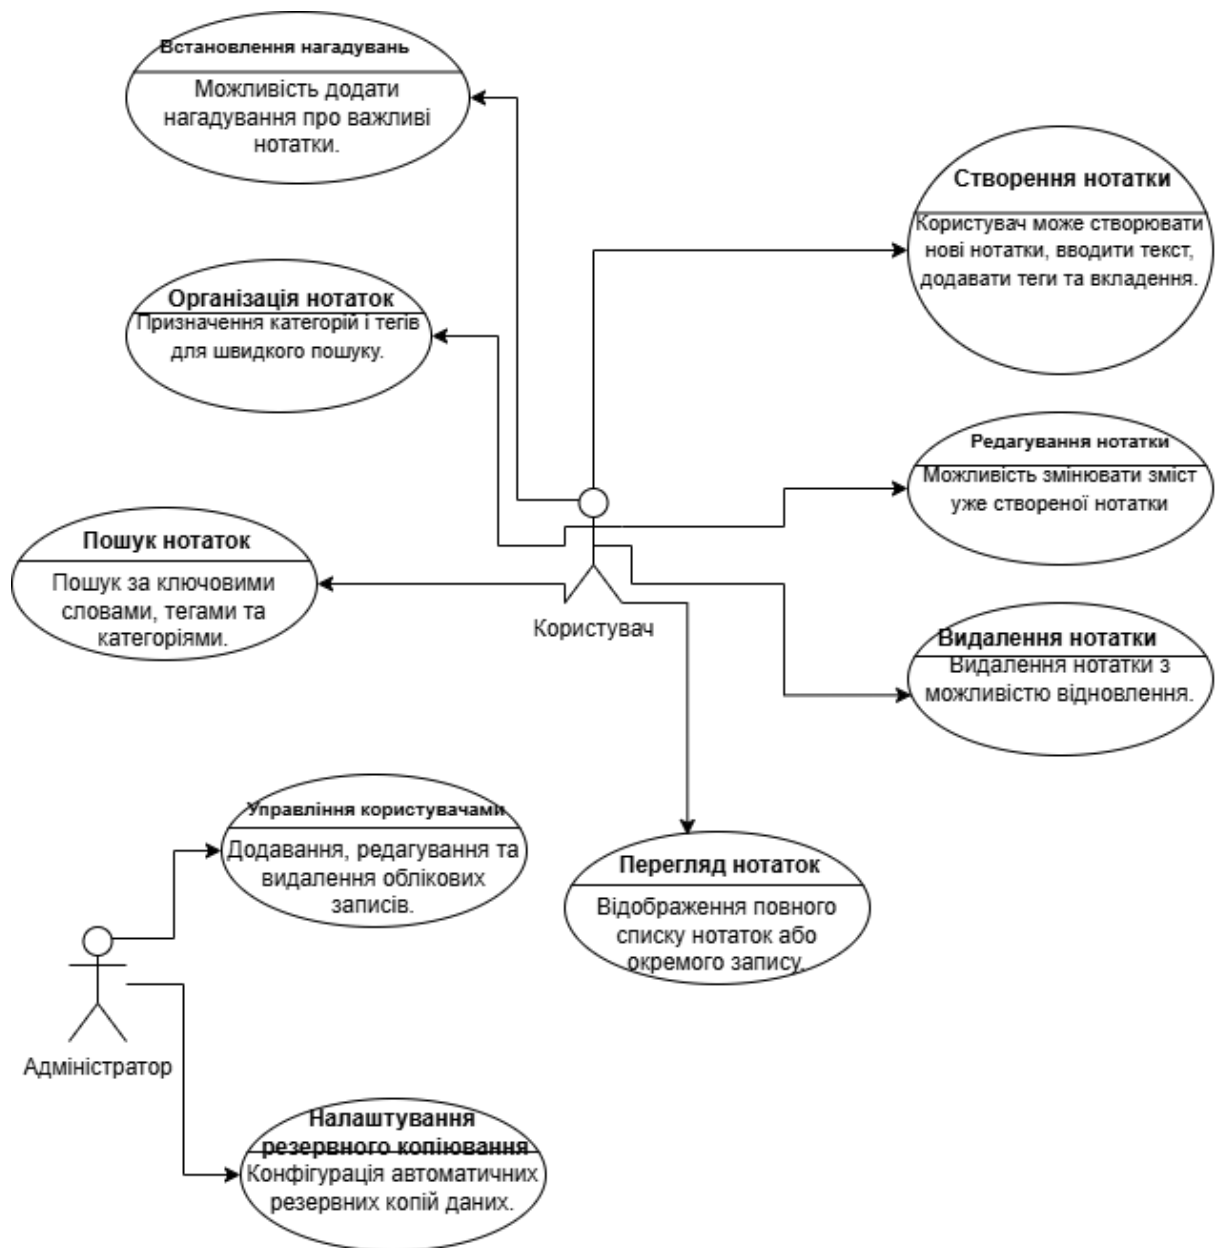 Встановлення нагадувань
Можливість додати
нагадування про важливі
нотатки.
Створення нотатки
Користувач може створювати
нові нотатки, вводити текст,
додавати теги та вкладення.
Організація нотаток
Призначення категорій і тегів
для швидкого пошуку.
Редагування нотатки
Можливість змінювати зміст
уже створеної нотатки
Пошук нотаток
Пошук за ключовими
словами, тегами та
категоріями.
Користувач
Видалення нотатки
Видалення нотатки з
можливістю відновлення.
Управління користувачами
Додавання, редагування та
видалення облікових
записів.
Перегляд нотаток
Відображення повного
списку нотаток або
окремого запису.
Адміністратор
Налаштування
резервного копіювання
Конфігурація автоматичних
резервних копій даних.